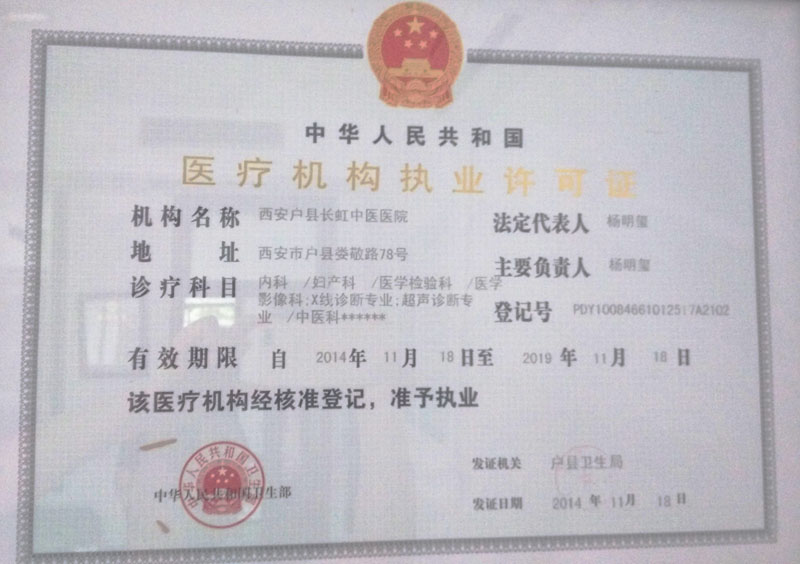 中华人民共和国
医疗机构执业许可证
机构名称 西安户县长虹中医医院
法定代表人 杨明玺
地址 西安市户县娄敬路78号
主要负责人 杨明玺
诊疗科目 内科 /妇产科 /医学检验科 /医学
影像科;X线诊断专业;超声诊断专
业 /中医科******
登记号 PDY10084661012517A2102
有效期限 自 2014年 11月 18日至 2019年 11月 18日
该医疗机构经核准登记，准予执业
发证机关 户县卫生局
中华人民共和国卫生部
发证日期 2014年 11月 18日